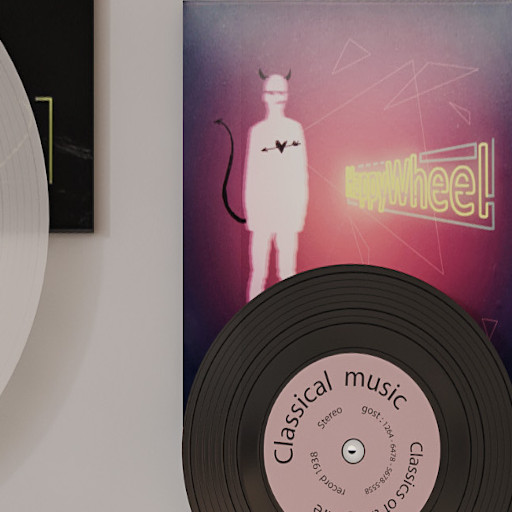 HappyWheel
Classical music
Stereo
gost: 1264 - 6478 - 5678-5558
record 1938
Classics of